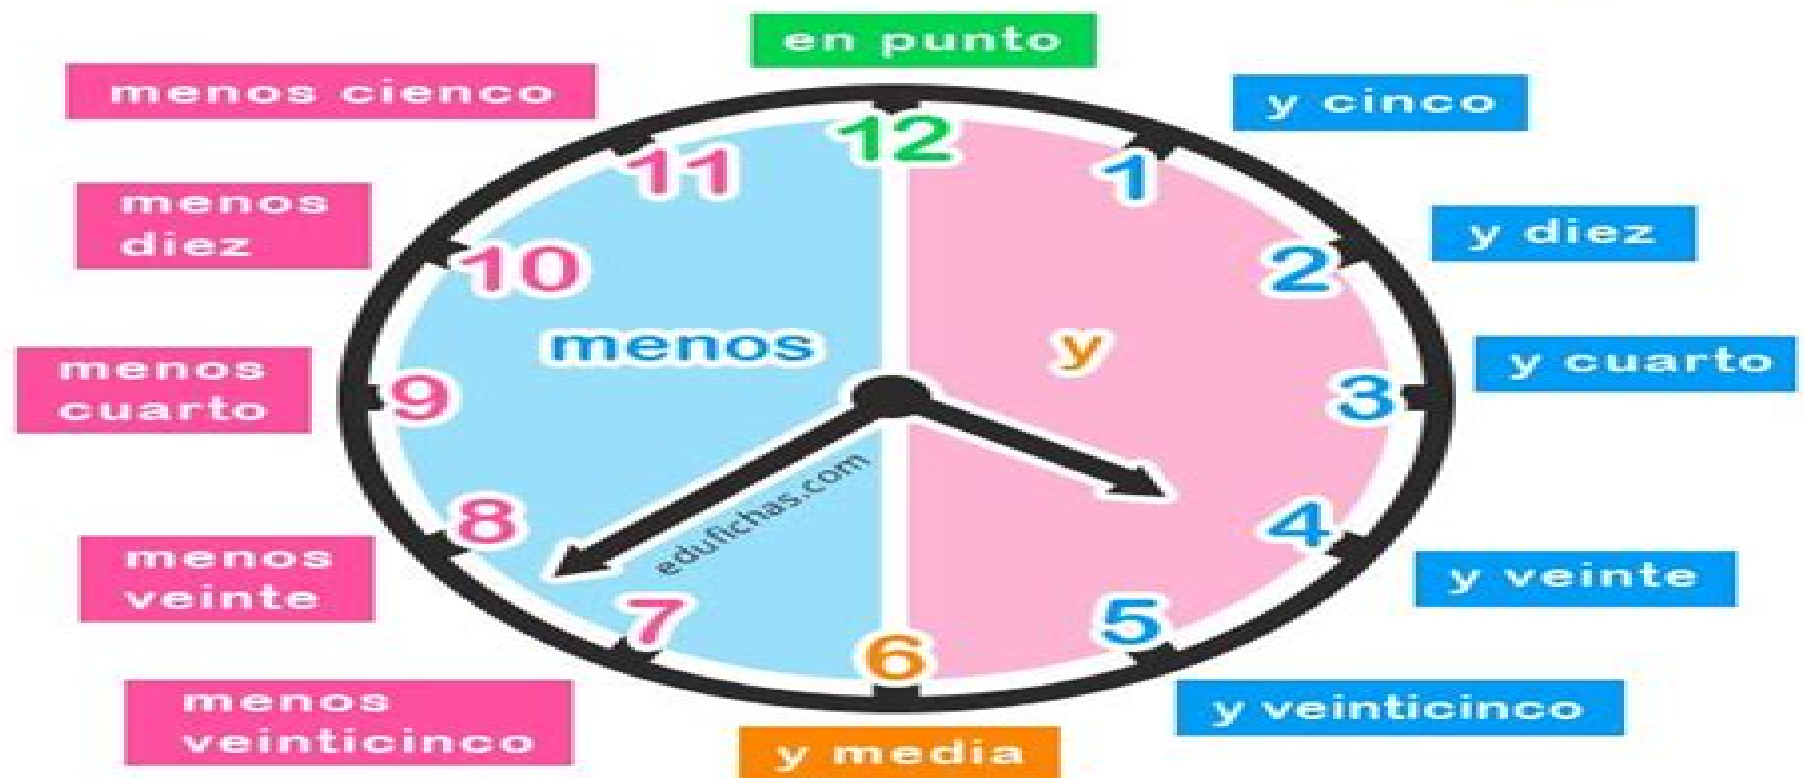 en punto
menos cienco
y cinco
12
11
1
menos
diez
y diez
10
2
menos
y
menos
cuarto
y cuarto
9
3
edufichas.com
8
4
menos
veinte
y veinte
7
5
6
menos
veinticinco
y veinticinco
y media